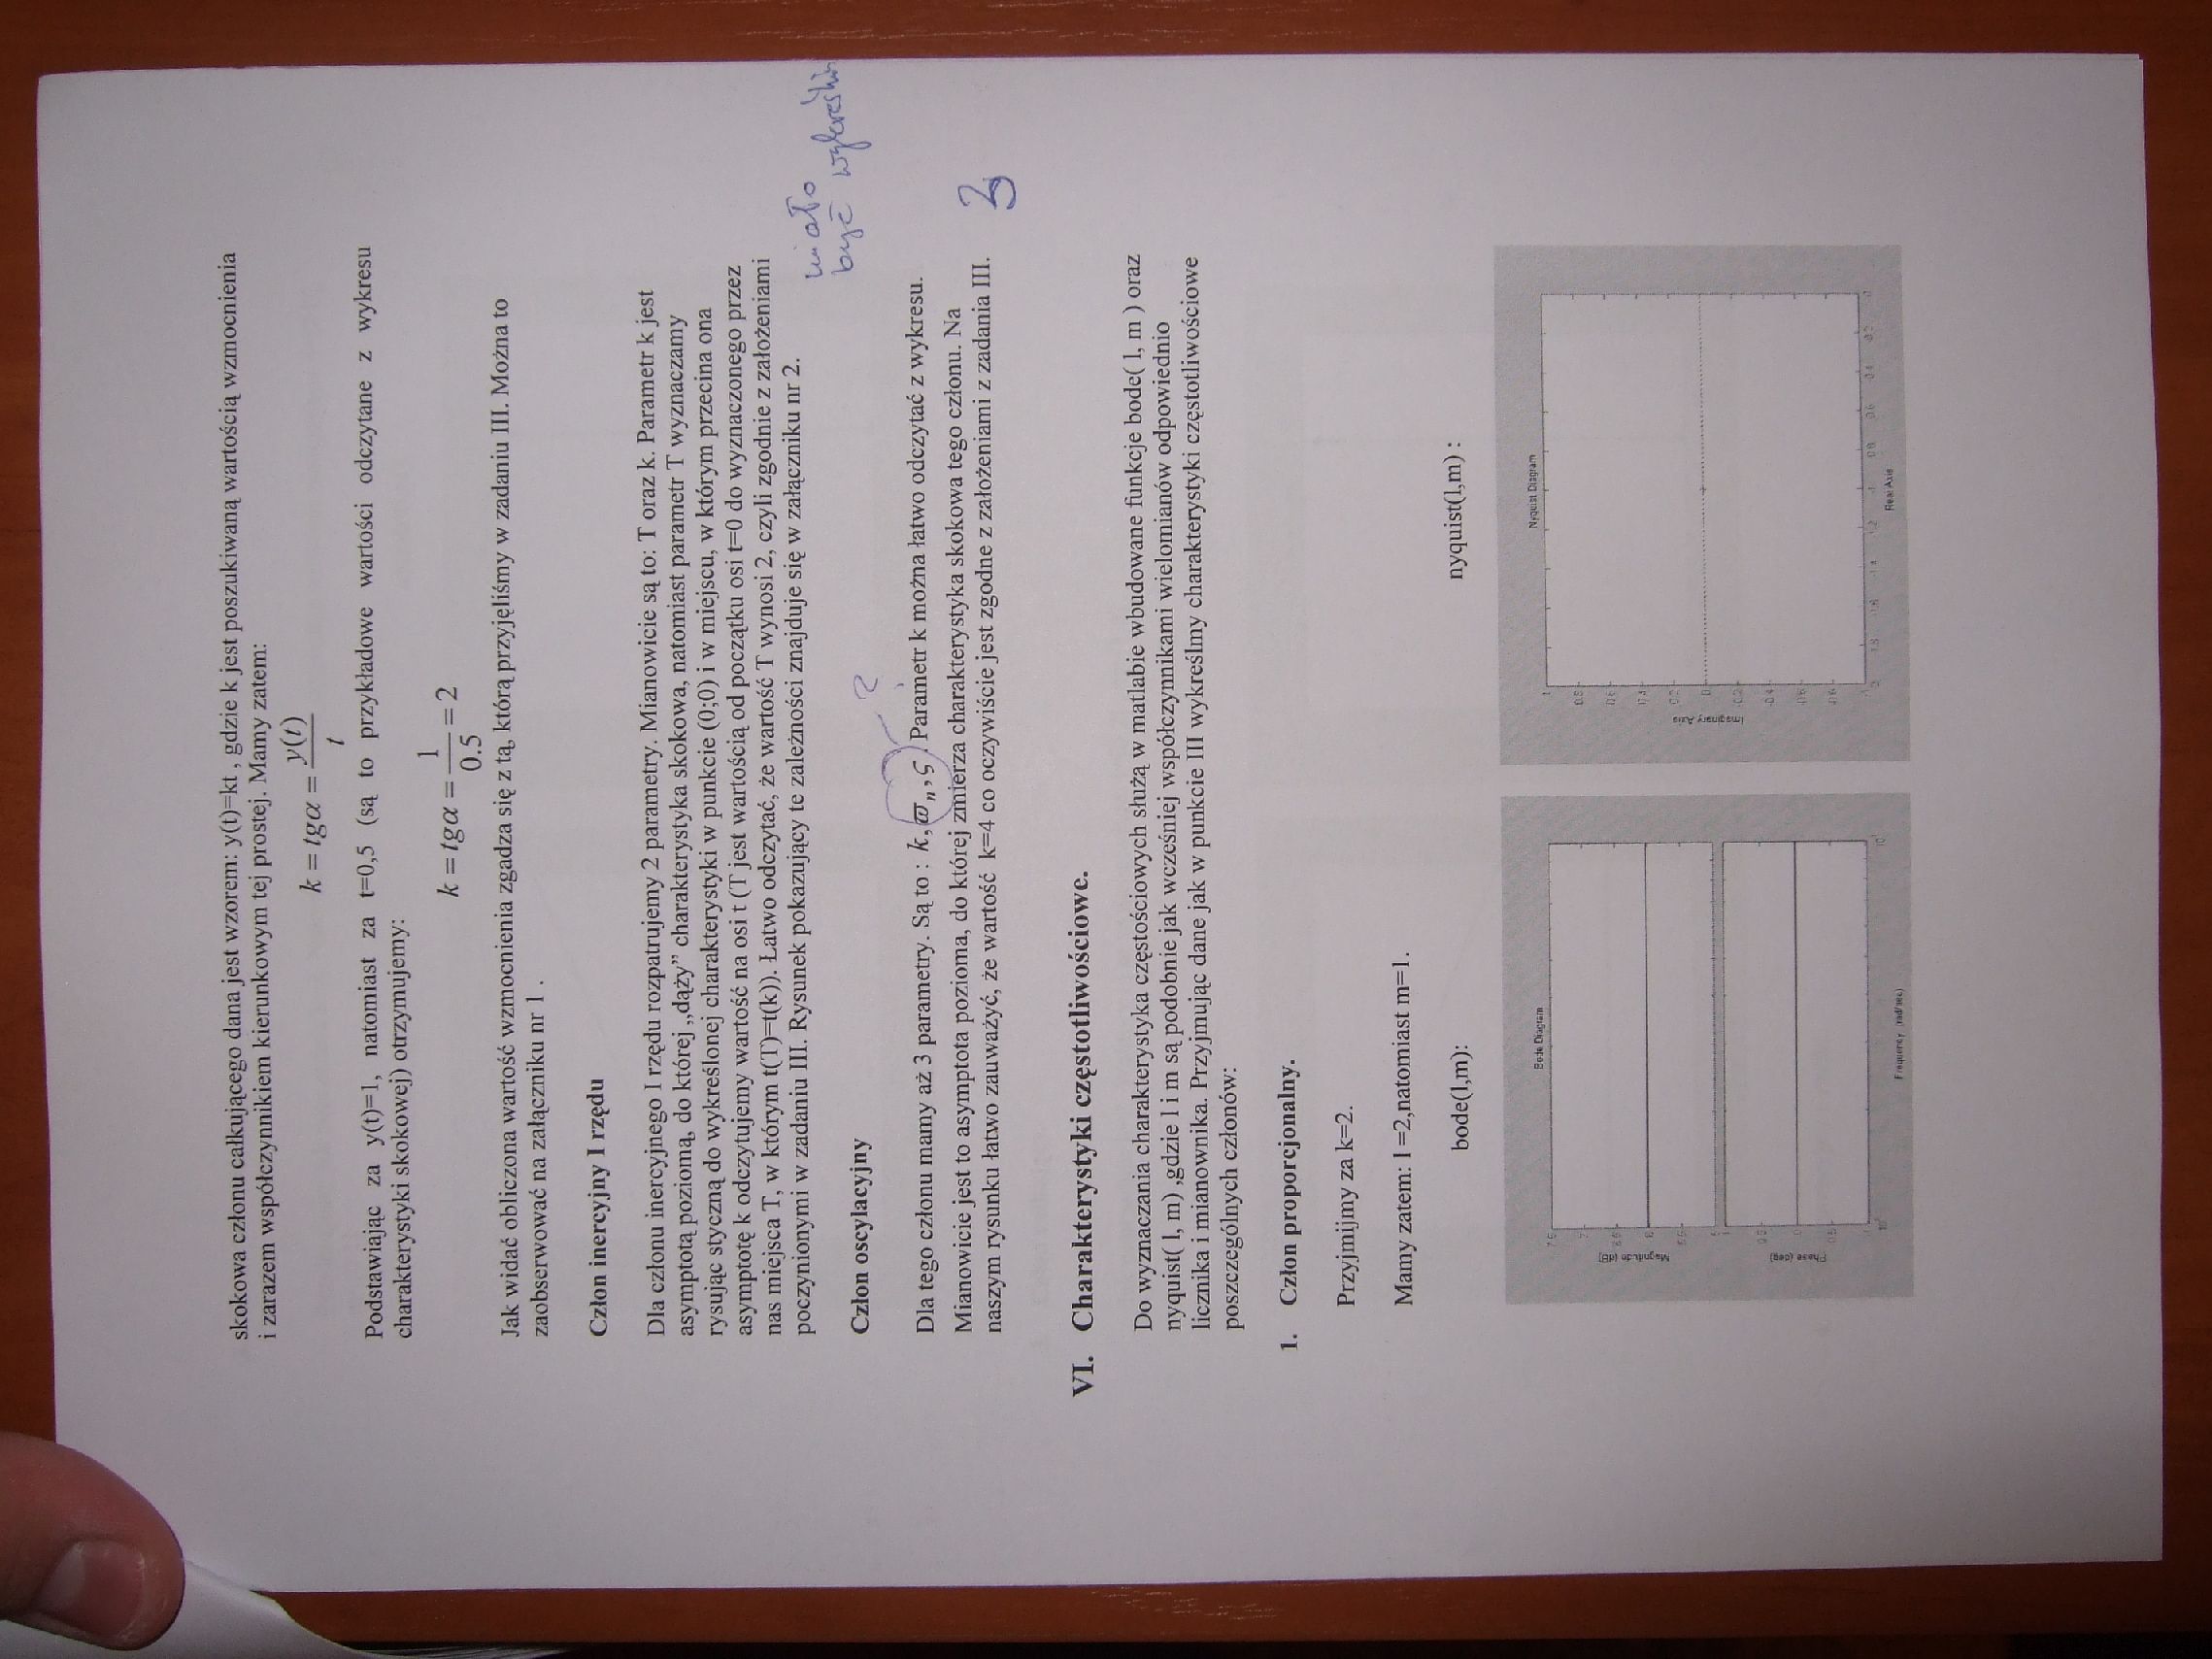 skokowa członu całkującego dana jest wzorem: y(t)=kt , gdzie k jest poszukiwaną wartością wzmocnienia
i zarazem współczynnikiem kierunkowym tej prostej. Mamy zatem:
k = tgα = y(t) / t
Podstawiając za y(t)=1, natomiast za t=0,5 (są to przykładowe wartości odczytane z wykresu
charakterystyki skokowej) otrzymujemy:
k = tgα = 1 / 0.5 = 2
Jak widać obliczona wartość wzmocnienia zgadza się z tą, którą przyjęliśmy w zadaniu III. Można to
zaobserwować na załączniku nr 1 .
Człon inercyjny I rzędu
Dla członu inercyjnego I rzędu rozpatrujemy 2 parametry. Mianowicie są to: T oraz k. Parametr k jest
asymptotą poziomą, do której „dąży” charakterystyka skokowa, natomiast parametr T wyznaczamy
rysując styczną do wykreślonej charakterystyki w punkcie (0;0) i w miejscu, w którym przecina ona
asymptotę k odczytujemy wartość na osi t (T jest wartością od początku osi t=0 do wyznaczonego przez
nas miejsca T, w którym t(T)=t(k)). Łatwo odczytać, że wartość T wynosi 2, czyli zgodnie z założeniami
poczynionymi w zadaniu III. Rysunek pokazujący te zależności znajduje się w załączniku nr 2.
miało
być
Człon oscylacyjny
?
Dla tego członu mamy aż 3 parametry. Są to : k, ϖn, ς. Parametr k można łatwo odczytać z wykresu.
Mianowicie jest to asymptota pozioma, do której zmierza charakterystyka skokowa tego członu. Na
naszym rysunku łatwo zauważyć, że wartość k=4 co oczywiście jest zgodne z założeniami z zadania III.
3
VI. Charakterystyki częstotliwościowe.
Do wyznaczania charakterystyka częstościowych służą w matlabie wbudowane funkcje bode( l, m ) oraz
nyquist( l, m) ,gdzie l i m są podobnie jak wcześniej współczynnikami wielomianów odpowiednio
licznika i mianownika. Przyjmując dane jak w punkcie III wykreślmy charakterystyki częstotliwościowe
poszczególnych członów:
1. Człon proporcjonalny.
Przyjmijmy za k=2.
Mamy zatem: l =2,natomiast m=1.
bode(l,m): nyquist(l,m) :
Bode Diagram
Magnitude (dB)
Phase (deg)
Frequency (rad/sec)
Nyquist Diagram
Imaginary Axis
Real Axis